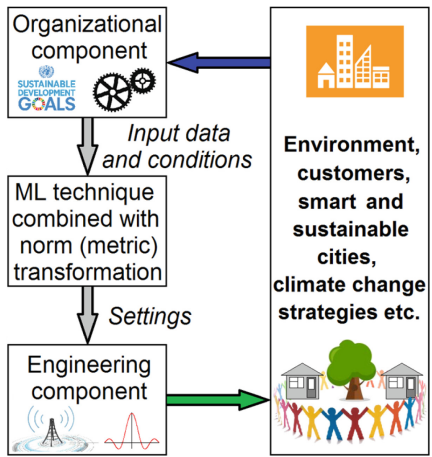 Organizational
component
SUSTAINABLE
DEVELOPMENT
GOALS
Input data
and conditions
ML technique
combined with
norm (metric)
transformation
Settings
Engineering
component
Environment,
customers,
smart and
sustainable
cities,
climate change
strategies etc.